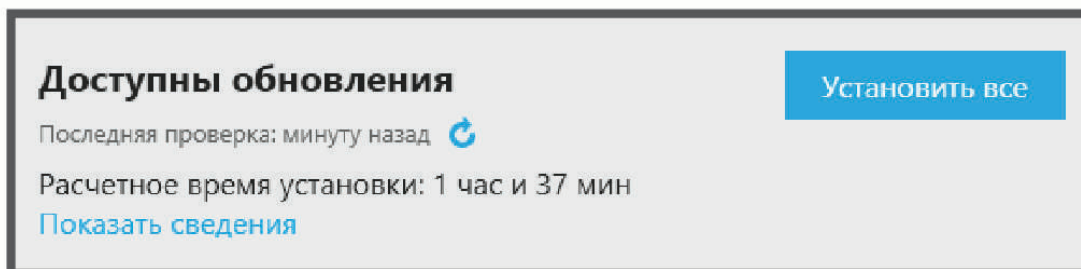 Доступны обновления
Установить все
Последняя проверка: минуту назад
Расчетное время установки: 1 час и 37 мин
Показать сведения